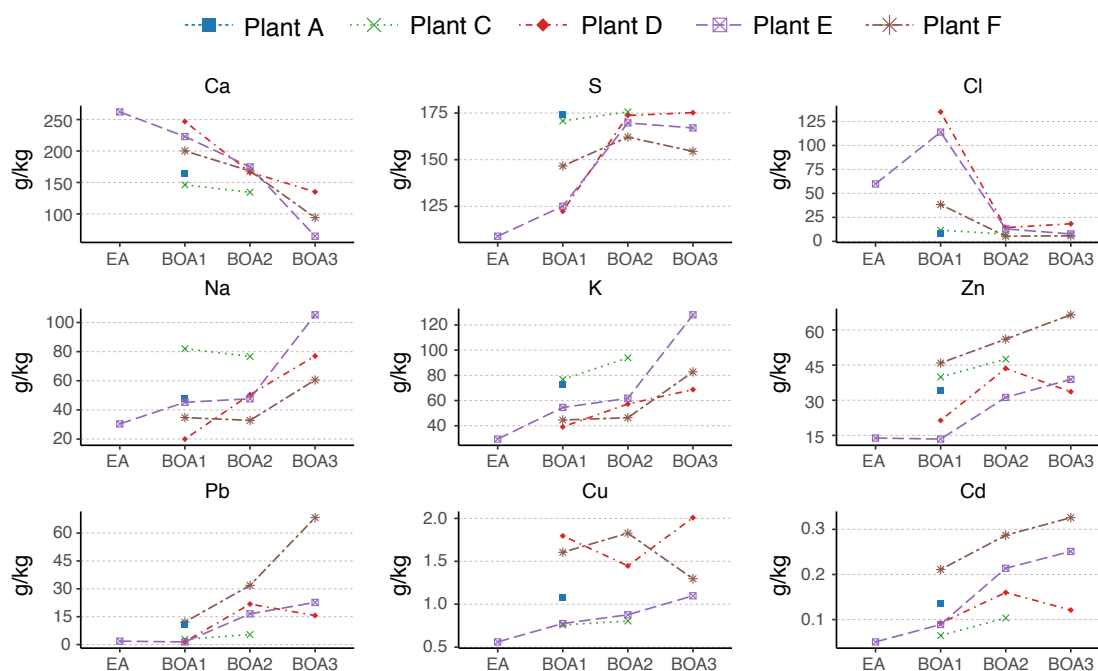 Plant A Plant C Plant D Plant E Plant F
Ca S Cl
g/kg g/kg g/kg
250 200 150 100
175 150 125
125 100 75 50 25 0
EA BOA1 BOA2 BOA3 EA BOA1 BOA2 BOA3 EA BOA1 BOA2 BOA3
Na K Zn
g/kg g/kg g/kg
100 80 60 40 20
120 100 80 60 40
60 45 30 15
EA BOA1 BOA2 BOA3 EA BOA1 BOA2 BOA3 EA BOA1 BOA2 BOA3
Pb Cu Cd
g/kg g/kg g/kg
60 45 30 15 0
2.0 1.5 1.0 0.5
0.3 0.2 0.1
EA BOA1 BOA2 BOA3 EA BOA1 BOA2 BOA3 EA BOA1 BOA2 BOA3